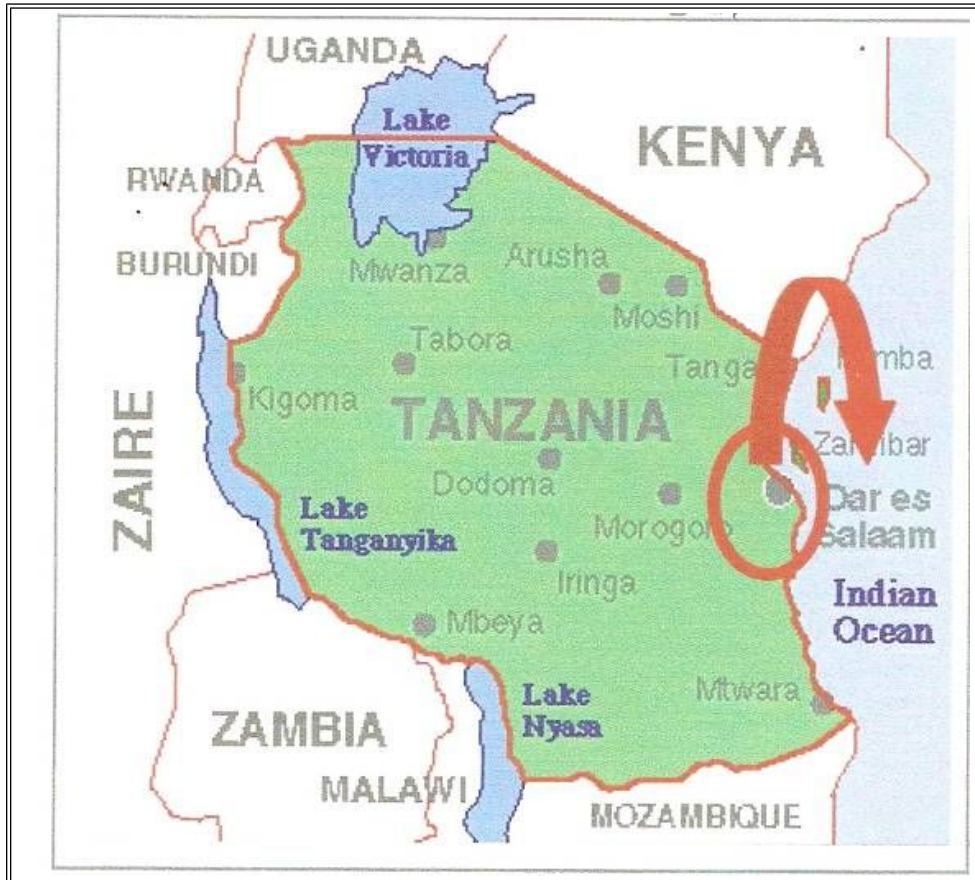 UGANDA
Lake
Victoria
KENYA
RWANDA
BURUNDI
Mwanza
Arusha
Moshi
Tabora
Tanga
Kigoma
TANZANIA
ZAIRE
Dodoma
Dar es
Salaam
Lake
Tanganyika
Morogoro
Iringa
Indian
Ocean
Mbeya
Mtwara
Lake
Nyasa
ZAMBIA
MALAWI
MOZAMBIQUE